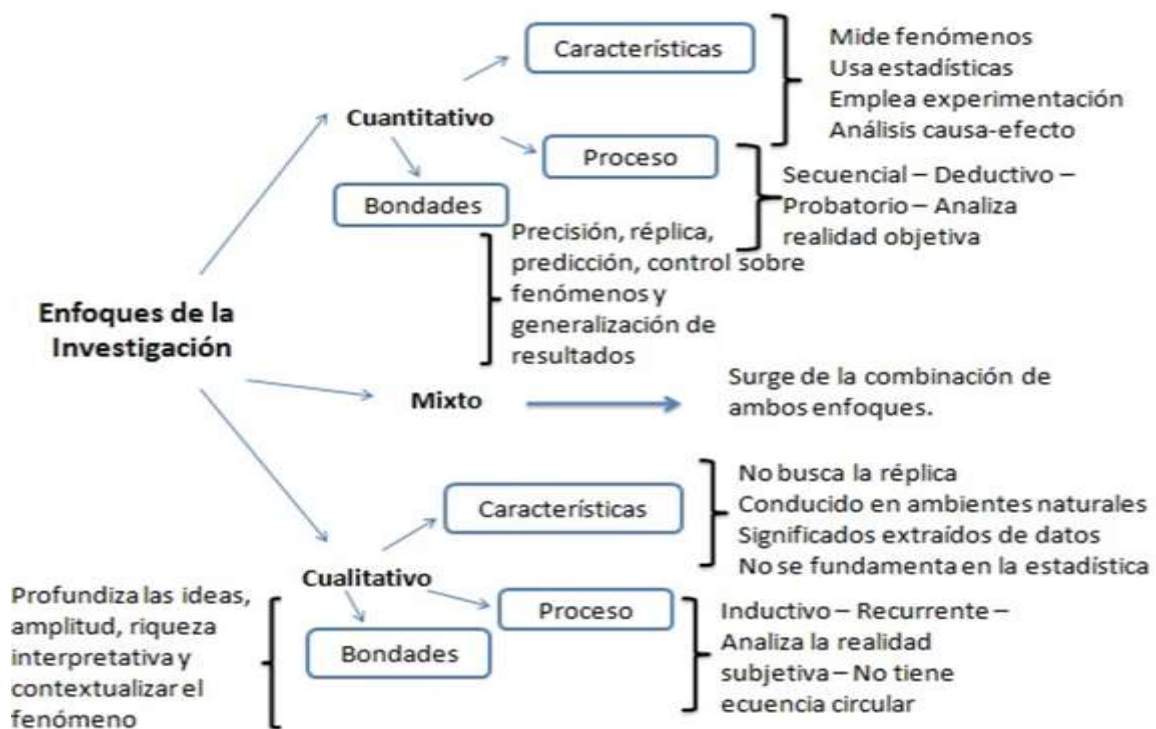 Enfoques de la
Investigación
Cuantitativo
Característícas
Mide fenómenos
Usa estadísticas
Emplea experimentación
Análisis causa-efecto
Proceso
Secuencial – Deductivo –
Probatorio – Analiza
realidad objetiva
Bondades
Precisión, réplica,
predicción, control sobre
fenómenos y
generalización de
resultados
Mixto
Surge de la combinación de
ambos enfoques.
Cualitativo
Característícas
No busca la réplica
Conducido en ambientes naturales
Significados extraídos de datos
No se fundamenta en la estadística
Proceso
Inductivo – Recurrente –
Analiza la realidad
subjetiva – No tiene
ecuencia circular
Bondades
Profundiza las ideas,
amplitud, riqueza
interpretativa y
contextualizar el
fenómeno